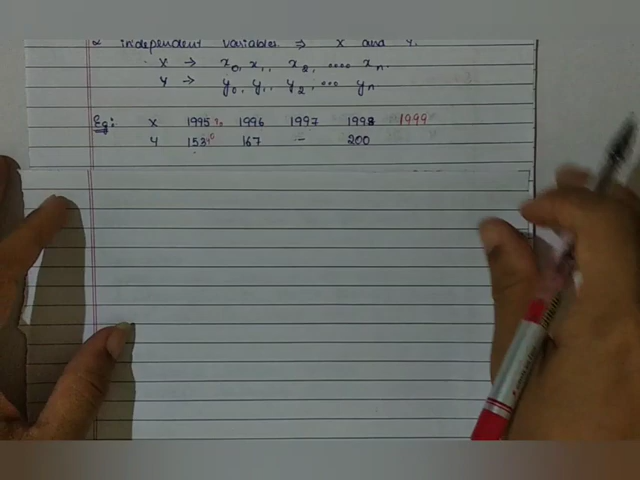 independent variables ⇒ X and Y.
X → x₀, x₁, x₂, .... xₙ.
Y → y₀, y₁, y₂, .... yₙ
Eg: X 1995 x₀ 1996 1997 1998 1999
Y 153 167 — 200